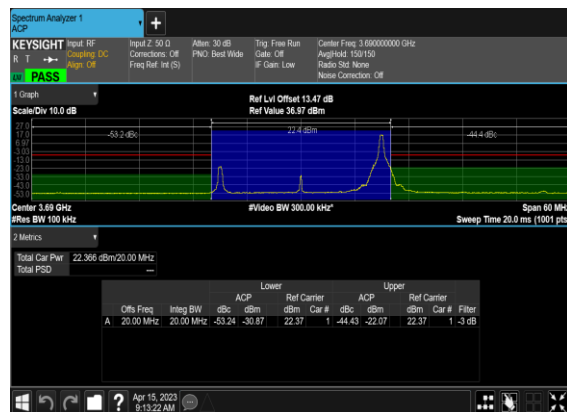 Spectrum Analyzer 1
ACP
KEYSIGHT Input: RF Input Z: 50 Ω Atten: 30 dB Trig: Free Run Center Freq: 3.690000000 GHz
R T Coupling: DC Corrections: Off PNO: Best Wide Gate: Off Avg|Hold: 150/150
Align: Off Freq Ref: Int (S) IF Gain: Low Radio Std: None
PASS Noise Correction: Off
1 Graph Ref Lvl Offset 13.47 dB
Scale/Div 10.0 dB Ref Value 36.97 dBm
27.0
17.0 -53.2 dBc 22.4 dBm -44.4 dBc
6.97
-3.03
-13.0
-23.0
-33.0
-43.0
-53.0
Center 3.69 GHz #Video BW 300.00 kHz* Span 60 MHz
#Res BW 100 kHz Sweep Time 20.0 ms (1001 pts
2 Metrics
Total Car Pwr 22.366 dBm/20.00 MHz
Total PSD ---
Lower Upper
ACP Ref Carrier ACP Ref Carrier
Offs Freq Integ BW dBc dBm dBm Car # dBc dBm dBm Car # Filter
A 20.00 MHz 20.00 MHz -53.24 -30.87 22.37 1 -44.43 -22.07 22.37 1 -3 dB
? Apr 15, 2023
9:13:22 AM